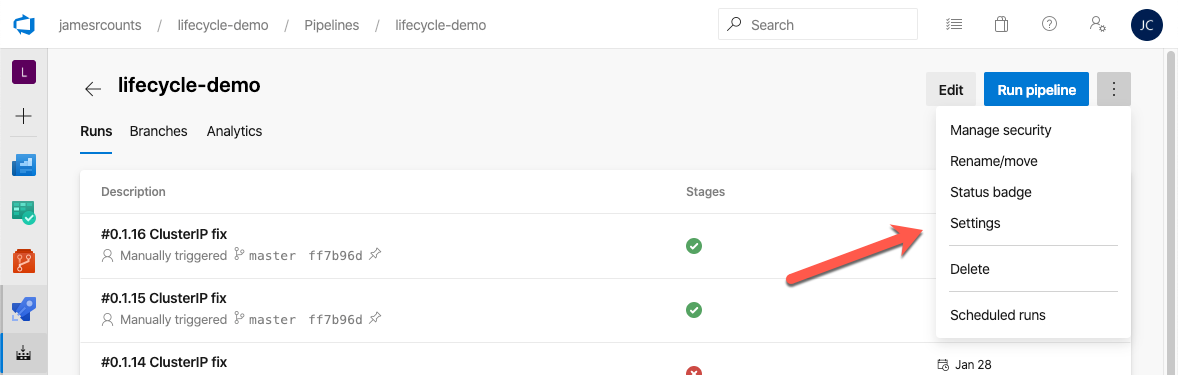 jamesrcounts / lifecycle-demo / Pipelines / lifecycle-demo
Search
JC
L
lifecycle-demo
Edit
Run pipeline
Runs
Branches
Analytics
Manage security
Rename/move
Status badge
Settings
Delete
Scheduled runs
Description
Stages
#0.1.16 ClusterIP fix
Manually triggered master ff7b96d
#0.1.15 ClusterIP fix
Manually triggered master ff7b96d
#0.1.14 ClusterIP fix
Jan 28